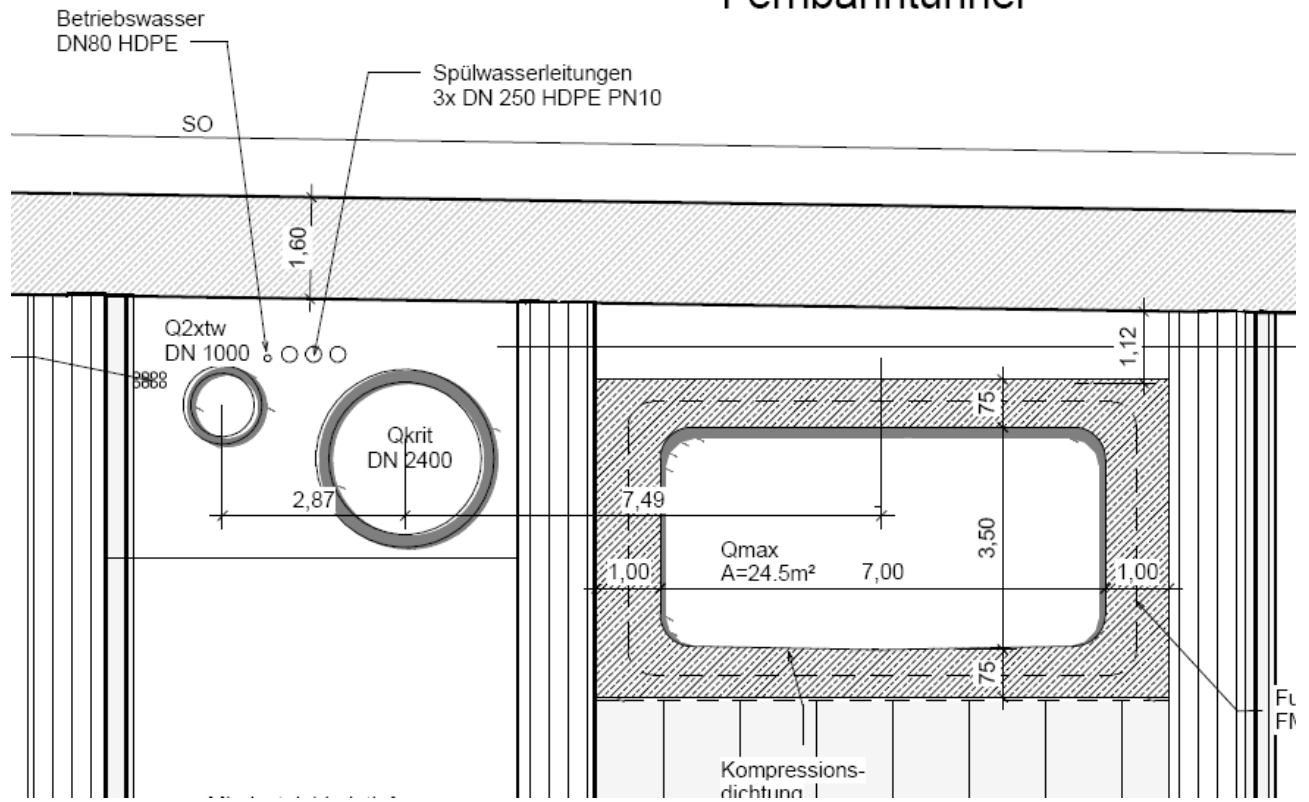 Fernbahntunnel
Betriebswasser
DN80 HDPE
Spülwasserleitungen
3x DN 250 HDPE PN10
SO
1,60
Q2xtw
DN 1000
1,12
75
Qkrit
DN 2400
2,87
7,49
3,50
Qmax
A=24.5m²
7,00
1,00
1,00
75
Kompressions-
dichtung